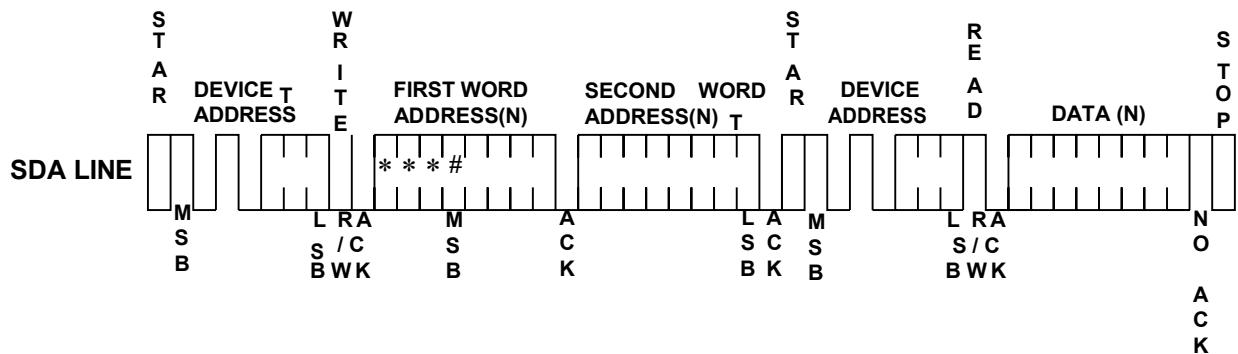 START
DEVICE ADDRESS
WRITE
FIRST WORD ADDRESS(N)
SECOND WORD ADDRESS(N)
START
DEVICE ADDRESS
READ
DATA (N)
STOP
SDA LINE
* * * #
MSB
LSB
R/W
ACK
MSB
ACK
LSB
ACK
MSB
LSB
R/W
ACK
NO ACK